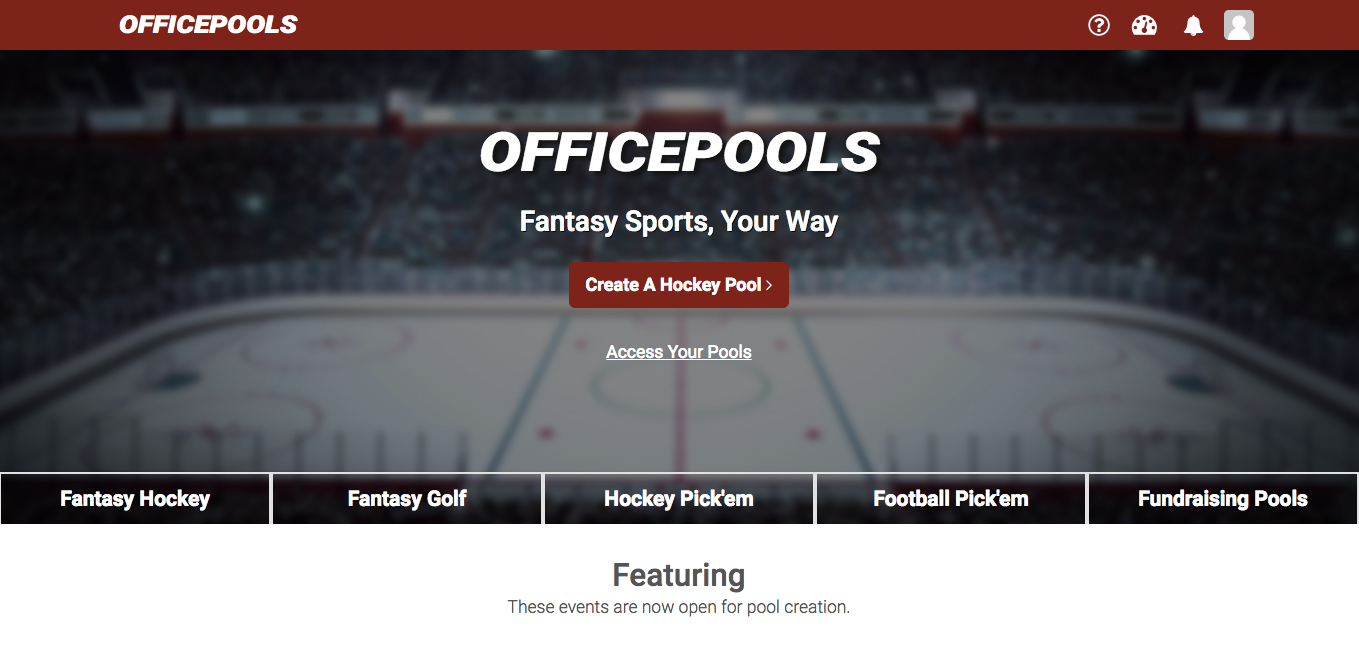 OFFICEPOOLS
OFFICEPOOLS
Fantasy Sports, Your Way
Create A Hockey Pool ›
Access Your Pools
Fantasy Hockey
Fantasy Golf
Hockey Pick'em
Football Pick'em
Fundraising Pools
Featuring
These events are now open for pool creation.